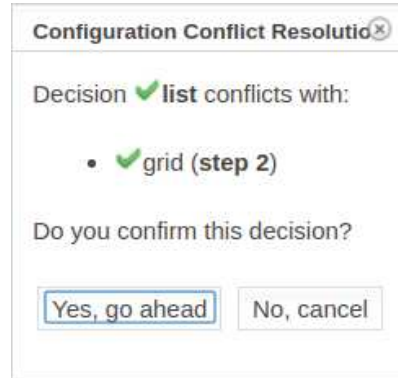 Configuration Conflict Resolutio
Decision list conflicts with:
• grid (step 2)
Do you confirm this decision?
Yes, go ahead No, cancel